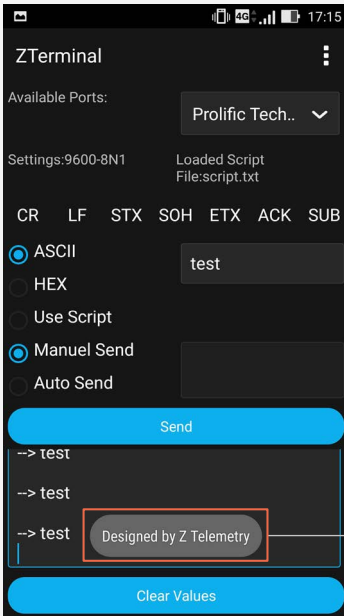 4G 17:15
ZTerminal
Available Ports:
Prolific Tech..
Settings:9600-8N1
Loaded Script
File:script.txt
CR LF STX SOH ETX ACK SUB
ASCII
test
HEX
Use Script
Manuel Send
Auto Send
Send
--> test
--> test
--> test
Designed by Z Telemetry
Clear Values